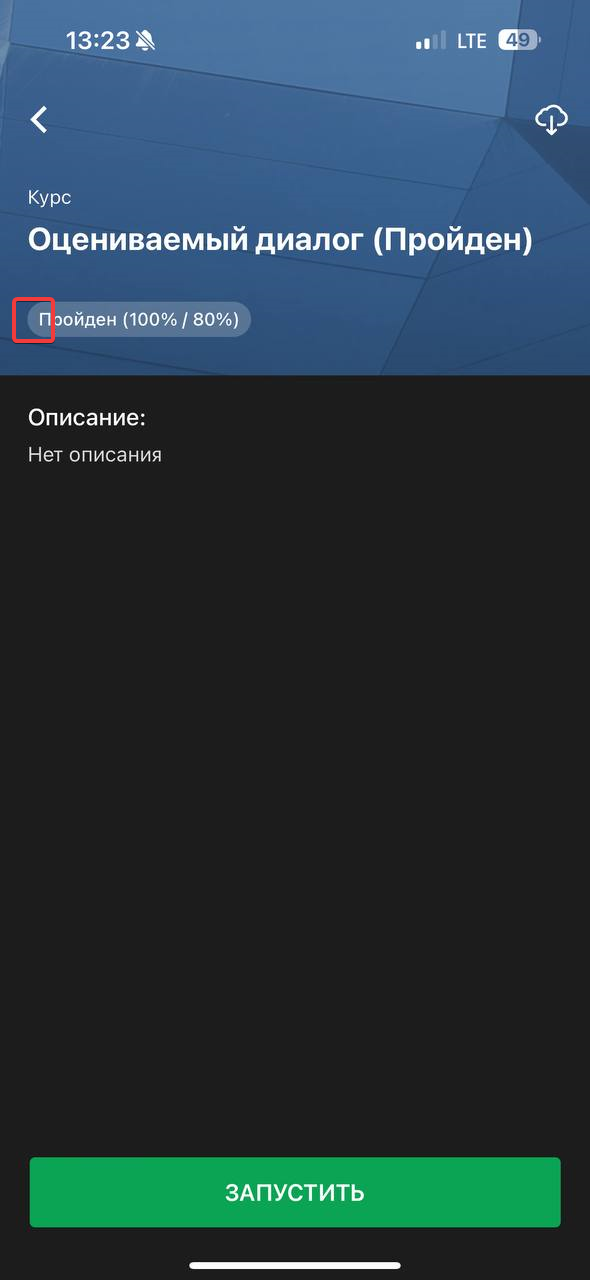 13:23
LTE
49
Курс
Оцениваемый диалог (Пройден)
Пройден (100% / 80%)
Описание:
Нет описания
ЗАПУСТИТЬ